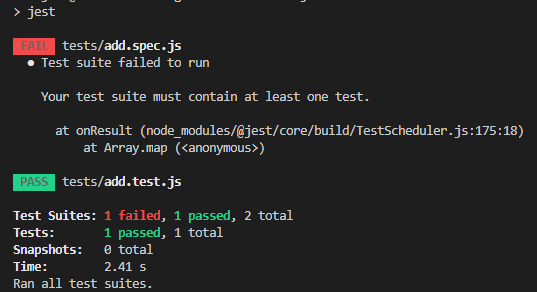 > jest
FAIL tests/add.spec.js
● Test suite failed to run
Your test suite must contain at least one test.
at onResult (node_modules/@jest/core/build/TestScheduler.js:175:18)
at Array.map (<anonymous>)
PASS tests/add.test.js
Test Suites: 1 failed, 1 passed, 2 total
Tests: 1 passed, 1 total
Snapshots: 0 total
Time: 2.41 s
Ran all test suites.